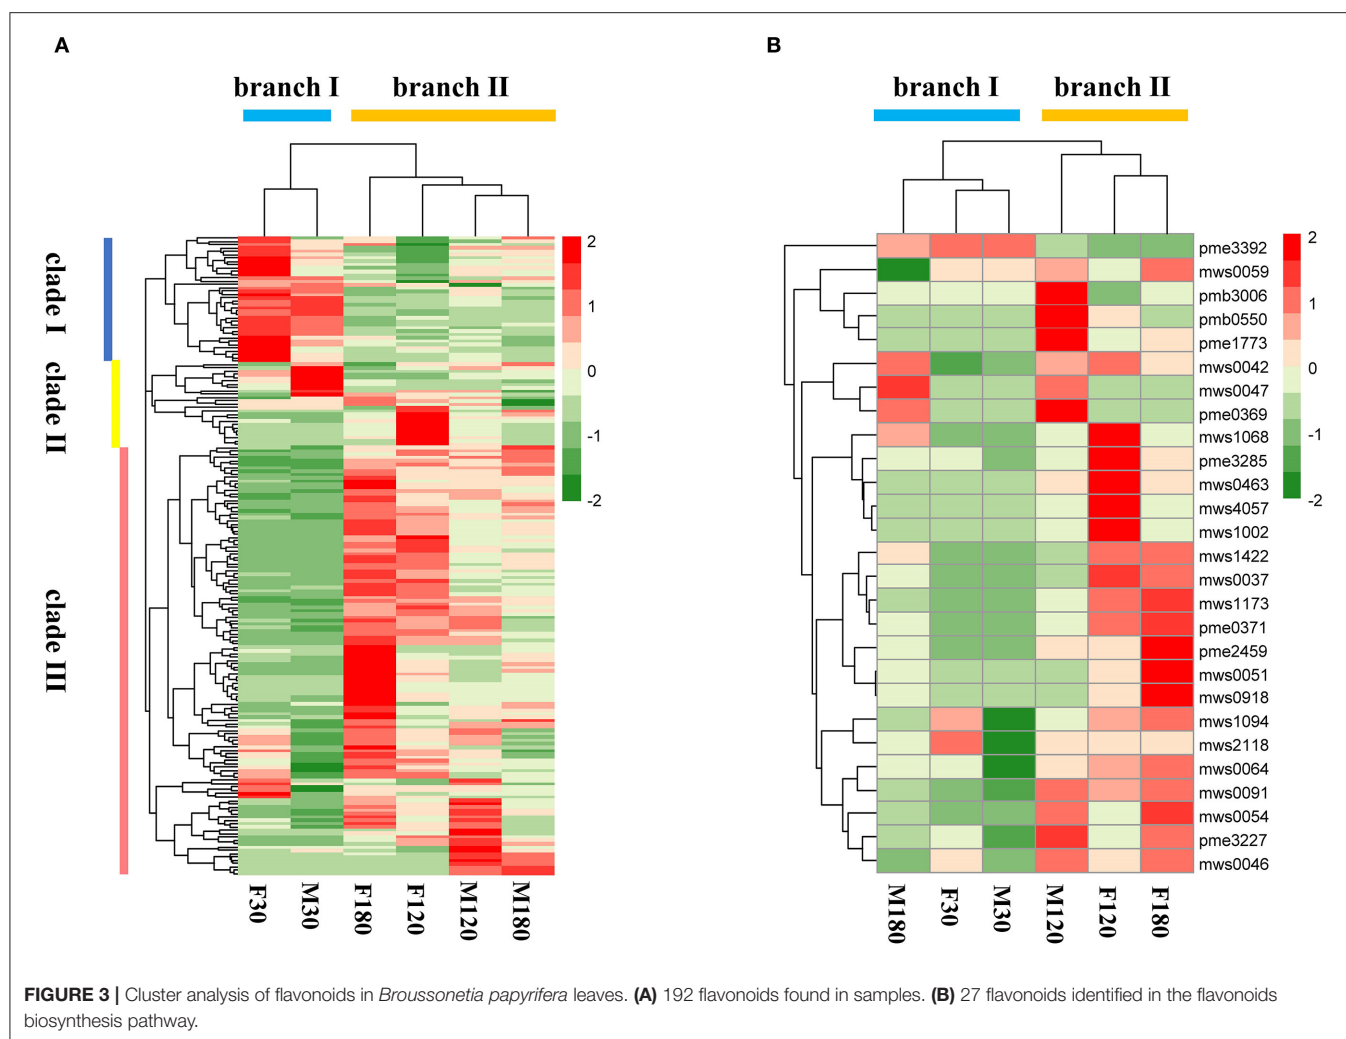 A
B
branch I
branch II
branch I
branch II
clade I
clade II
clade III
2
1
0
-1
-2
2
1
0
-1
-2
pme3392
mws0059
pmb3006
pmb0550
pme1773
mws0042
mws0047
pme0369
mws1068
pme3285
mws0463
mws4057
mws1002
mws1422
mws0037
mws1173
pme0371
pme2459
mws0051
mws0918
mws1094
mws2118
mws0064
mws0091
mws0054
pme3227
mws0046
F30
M30
F180
F120
M120
M180
M180
F30
M30
M120
F120
F180
FIGURE 3 | Cluster analysis of flavonoids in Broussonetia papyrifera leaves. (A) 192 flavonoids found in samples. (B) 27 flavonoids identified in the flavonoids
biosynthesis pathway.